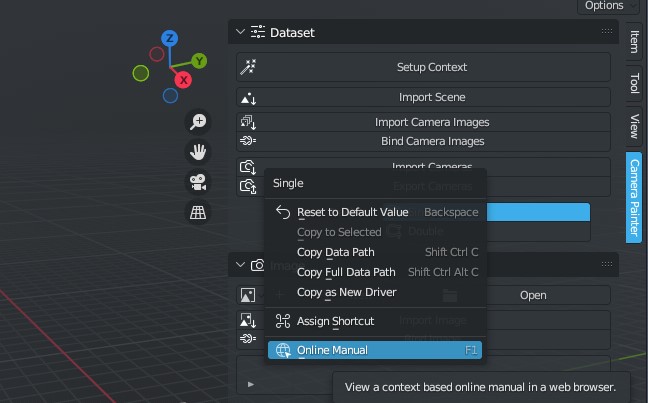 Options
Z
Y
X
Dataset
Setup Context
Import Scene
Import Camera Images
Bind Camera Images
Import Cameras
Export Cameras
Single
Reset to Default Value Backspace
Copy to Selected
Copy Data Path Shift Ctrl C
Copy Full Data Path Shift Ctrl Alt C
Copy as New Driver
Assign Shortcut
Online Manual F1
Open
View a context based online manual in a web browser.
Item
Tool
View
Camera Painter